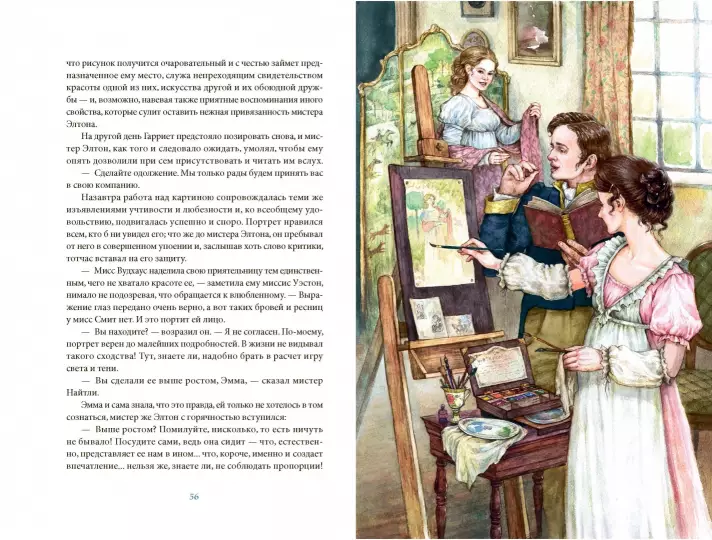 что рисунок получится очаровательный и с честью займет пред-
назначенное ему место, служа непреходящим свидетельством
красоты одной из них, искусства другой и их обоюдной друж-
бы — и, возможно, навевая также приятные воспоминания иного
свойства, которые сулит оставить нежная привязанность мистера
Элтона.
На другой день Гарриет предстояло позировать снова, и мис-
тер Элтон, как того и следовало ожидать, умолял, чтобы ему
опять дозволили при сем присутствовать и читать им вслух.
— Сделайте одолжение. Мы только рады будем принять вас
в свою компанию.
Назавтра работа над картиною сопровождалась теми же
изъявлениями учтивости и любезности и, ко всеобщему удо-
вольствию, подвигалась успешно и споро. Портрет нравился
всем, кто б ни увидел его; что же до мистера Элтона, он пребывал
от него в совершенном упоении и, заслышав хоть слово критики,
тотчас вставал на его защиту.
— Мисс Вудхаус наделила свою приятельницу тем единствен-
ным, чего не хватало красоте ее, — заметила ему миссис Уэстон,
нимало не подозревая, что обращается к влюбленному. — Выра-
жение глаз передано очень верно, а вот таких бровей и ресниц
у мисс Смит нет. И это портит ей лицо.
— Вы находите? — возразил он. — Я не согласен. По-моему,
портрет верен до малейших подробностей. В жизни не видывал
такого сходства! Тут, знаете ли, надобно брать в расчет игру
света и тени.
— Вы сделали ее выше ростом, Эмма, — сказал мистер
Найтли.
Эмма и сама знала, что это правда, ей только не хотелось в том
сознаться, мистер же Элтон с горячностью вступился:
— Выше ростом? Помилуйте, нисколько, то есть ничуть
не бывало! Посудите сами, ведь она сидит — что, естествен-
но, представляет ее нам в ином... что, короче, именно и создает
впечатление... нельзя же, знаете ли, не соблюдать пропорции!
56